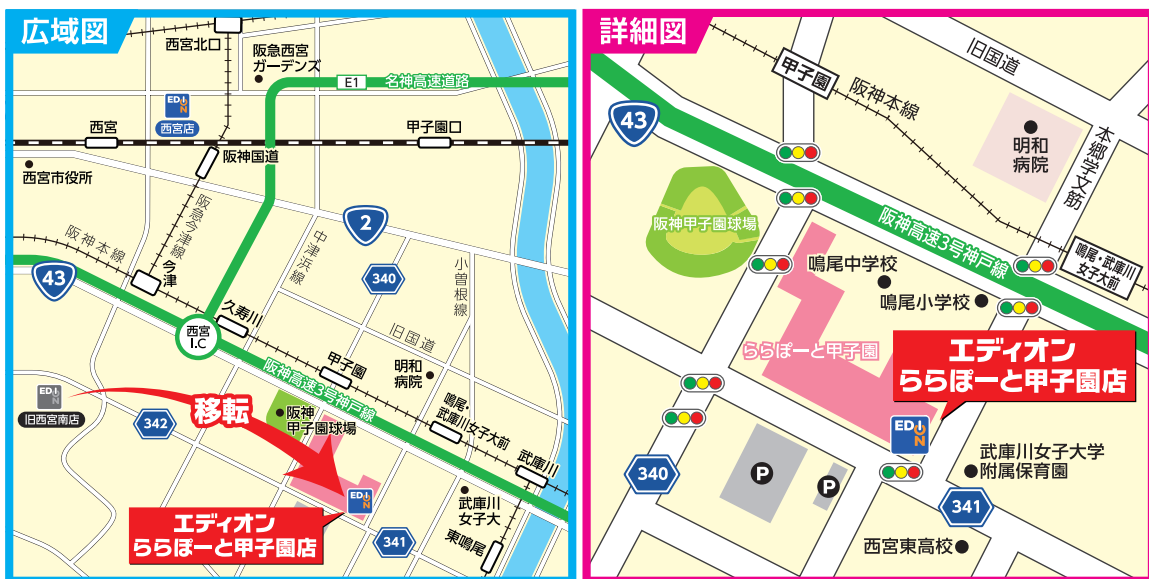 広域図
西宮北口
阪急西宮
ガーデンズ
E1
名神高速道路
EDION
西宮店
西宮
甲子園口
阪神国道
西宮市役所
阪急今津線
2
阪神本線
今津
43
中津浜線
340
小曽根線
久寿川
西宮
I.C
旧国道
甲子園
明和
病院
阪神高速3号神戸線
EDION
旧西宮南店
移転
342
阪神
甲子園球場
鳴尾・
武庫川女子大前
武庫川
EDION
武庫川
女子大
エディオン
ららぽーと甲子園店
341
東鳴尾
詳細図
旧国道
甲子園
阪神本線
43
明和
病院
本郷学文筋
阪神甲子園球場
阪神高速3号神戸線
鳴尾・武庫川
女子大前
鳴尾中学校
鳴尾小学校
ららぽーと甲子園
エディオン
ららぽーと甲子園店
EDION
340
P
P
武庫川女子大学
附属保育園
341
西宮東高校